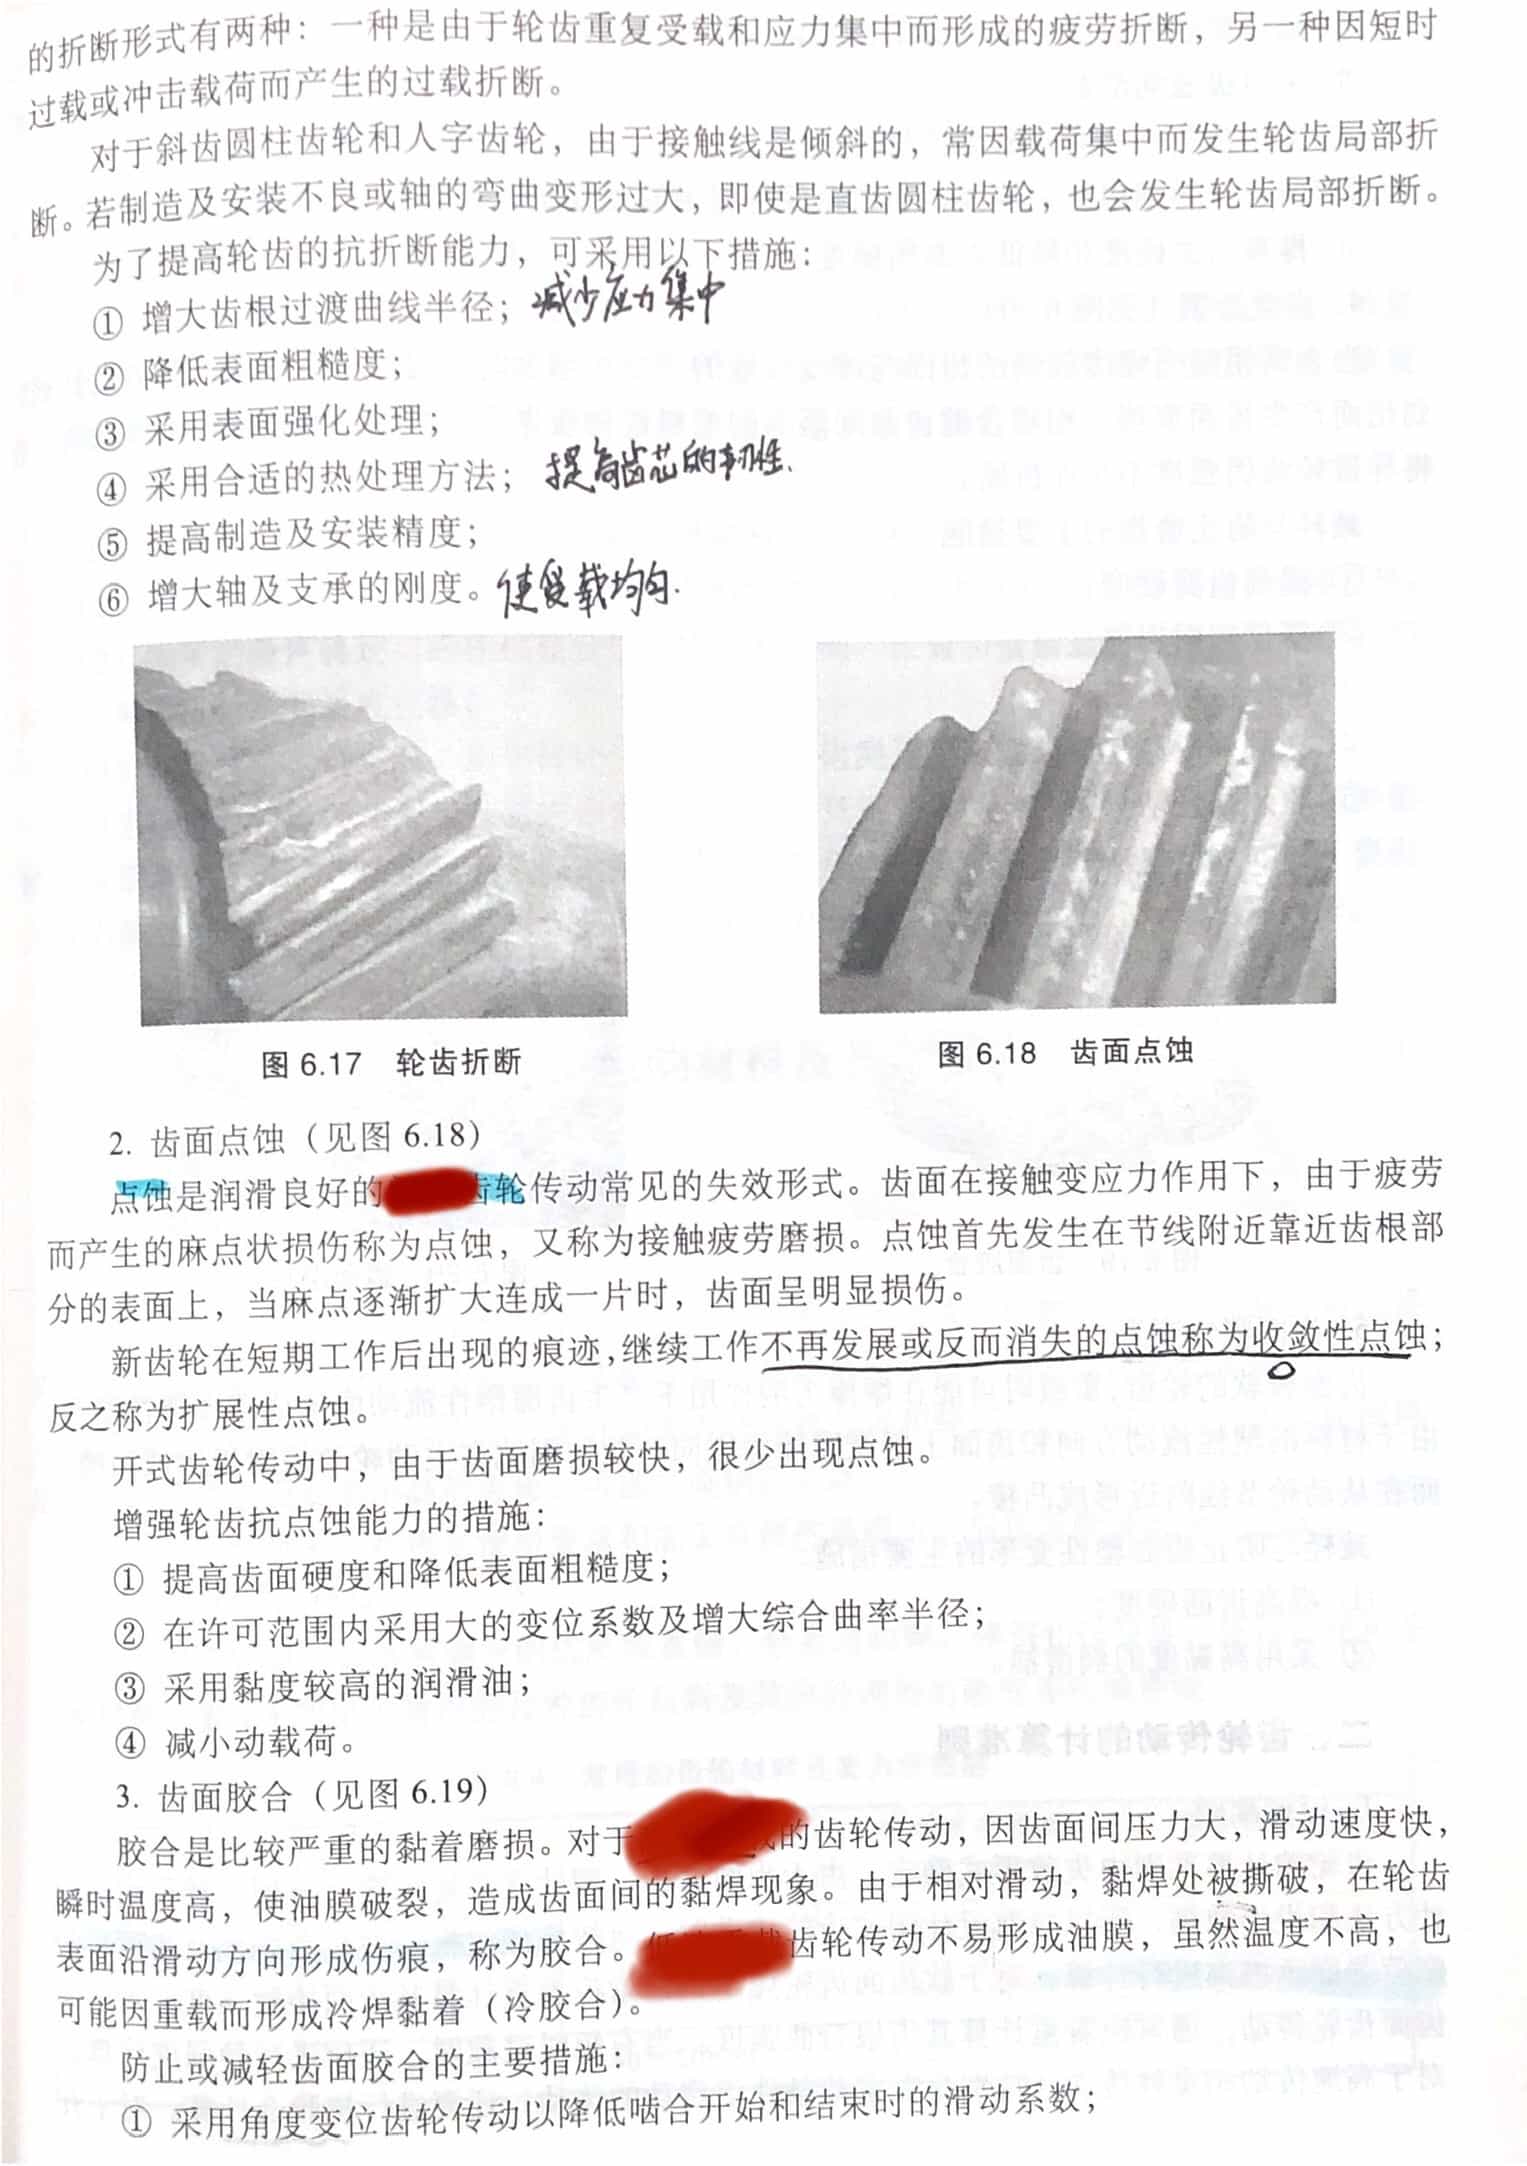 的折断形式有两种：一种是由于轮齿重复受载和应力集中而形成的疲劳折断，另一种因短时
过载或冲击载荷而产生的过载折断。
对于斜齿圆柱齿轮和人字齿轮，由于接触线是倾斜的，常因载荷集中而发生轮齿局部折
断。若制造及安装不良或轴的弯曲变形过大，即使是直齿圆柱齿轮，也会发生轮齿局部折断。
为了提高轮齿的抗折断能力，可采用以下措施：
① 增大齿根过渡曲线半径；减少应力集中
② 降低表面粗糙度；
③ 采用表面强化处理；
④ 采用合适的热处理方法；提高齿芯的韧性.
⑤ 提高制造及安装精度；
⑥ 增大轴及支承的刚度。使受载均匀.
图 6.17 轮齿折断
图 6.18 齿面点蚀
2. 齿面点蚀（见图 6.18）
点蚀是润滑良好的齿轮传动常见的失效形式。齿面在接触变应力作用下，由于疲劳
而产生的麻点状损伤称为点蚀，又称为接触疲劳磨损。点蚀首先发生在节线附近靠近齿根部
分的表面上，当麻点逐渐扩大连成一片时，齿面呈明显损伤。
新齿轮在短期工作后出现的痕迹,继续工作不再发展或反而消失的点蚀称为收敛性点蚀；
反之称为扩展性点蚀。
开式齿轮传动中，由于齿面磨损较快，很少出现点蚀。
增强轮齿抗点蚀能力的措施：
① 提高齿面硬度和降低表面粗糙度；
② 在许可范围内采用大的变位系数及增大综合曲率半径；
③ 采用黏度较高的润滑油；
④ 减小动载荷。
3. 齿面胶合（见图 6.19）
胶合是比较严重的黏着磨损。对于的齿轮传动，因齿面间压力大，滑动速度快，
瞬时温度高，使油膜破裂，造成齿面间的黏焊现象。由于相对滑动，黏焊处被撕破，在轮齿
表面沿滑动方向形成伤痕，称为胶合。齿轮传动不易形成油膜，虽然温度不高，也
可能因重载而形成冷焊黏着（冷胶合）。
防止或减轻齿面胶合的主要措施：
① 采用角度变位齿轮传动以降低啮合开始和结束时的滑动系数；